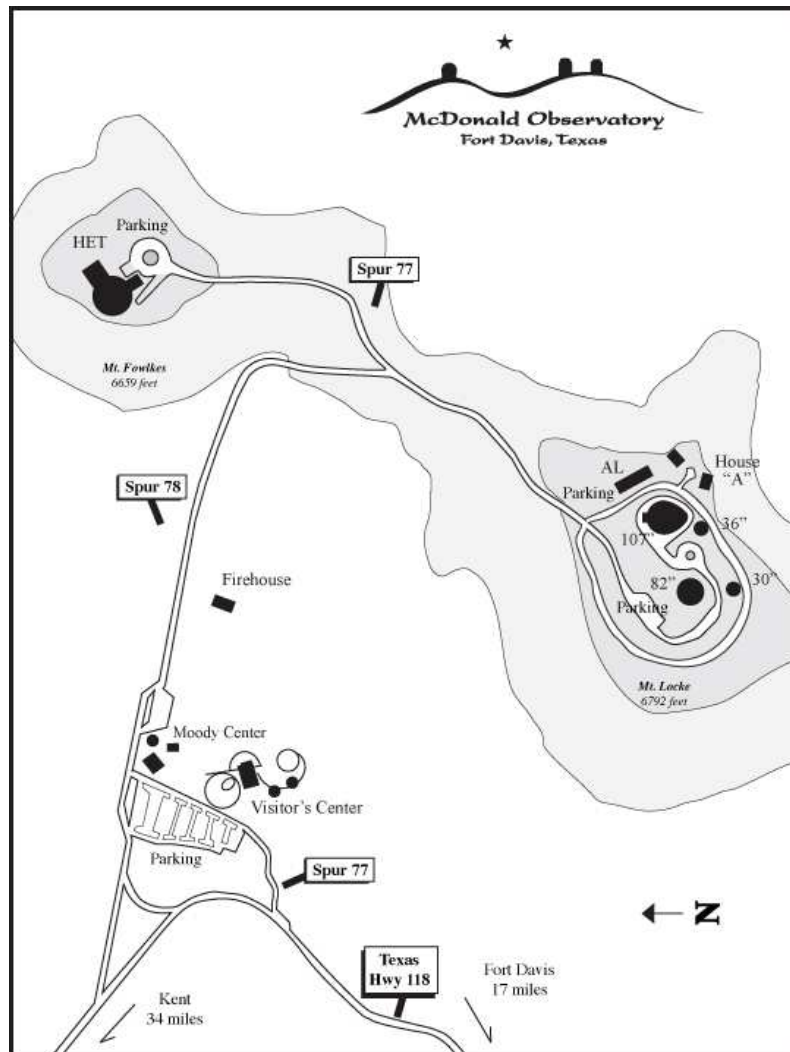 McDonald Observatory
Fort Davis, Texas
Parking
HET
Spur 77
Mt. Fowlkes
6659 feet
Spur 78
AL
House
"A"
Parking
36"
107"
Firehouse
82"
30"
Parking
Mt. Locke
6792 feet
Moody Center
Visitor's Center
Parking
Spur 77
N
Texas
Hwy 118
Fort Davis
17 miles
Kent
34 miles